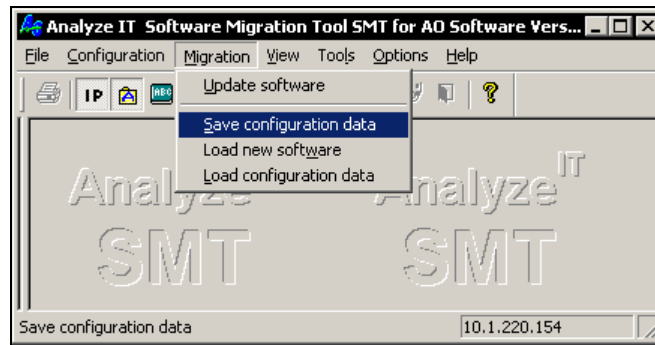 Analyze IT Software Migration Tool SMT for AO Software Vers...
File Configuration Migration View Tools Options Help
IP A ABC ?
Update software
Save configuration data
Load new software
Load configuration data
Analyze IT
SMT SMT
Save configuration data 10.1.220.154